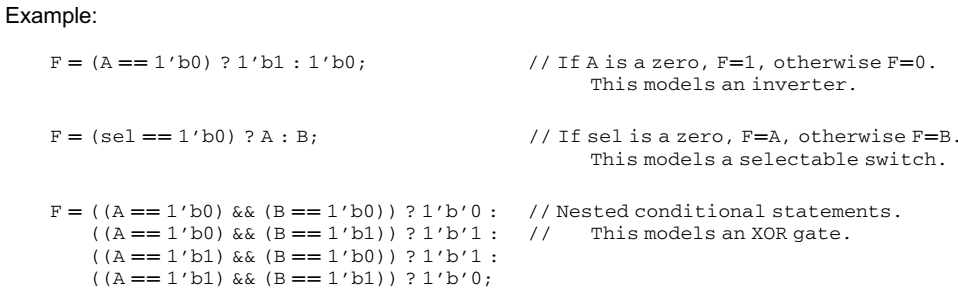 Example:
F = (A == 1'b0) ? 1'b1 : 1'b0; // If A is a zero, F=1, otherwise F=0.
This models an inverter.
F = (sel == 1'b0) ? A : B; // If sel is a zero, F=A, otherwise F=B.
This models a selectable switch.
F = ((A == 1'b0) && (B == 1'b0)) ? 1'b'0 : // Nested conditional statements.
((A == 1'b0) && (B == 1'b1)) ? 1'b'1 : // This models an XOR gate.
((A == 1'b1) && (B == 1'b0)) ? 1'b'1 :
((A == 1'b1) && (B == 1'b1)) ? 1'b'0;